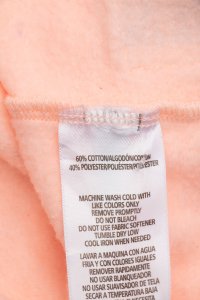 60% COTTON/ALGODÓN/COTON
40% POLYESTER/POLIÉSTER/POLYESTER
MACHINE WASH COLD WITH
LIKE COLORS ONLY
REMOVE PROMPTLY
DO NOT BLEACH
DO NOT USE FABRIC SOFTENER
TUMBLE DRY LOW
COOL IRON WHEN NEEDED
LAVAR A MAQUINA CON AGUA
FRIA Y CON COLORES IGUALES
REMOVER RAPIDAMENTE
NO USAR BLANQUEADOR
NO USAR SUAVISADOR DE TELAS
SECAR A TEMPERATURA BAJA